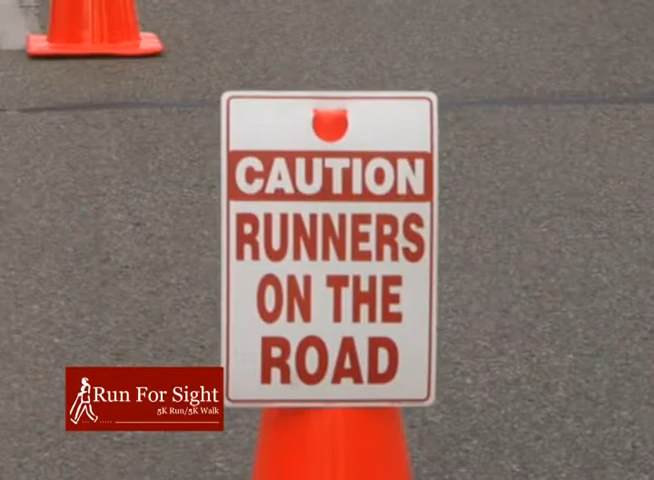 CAUTION
RUNNERS
ON THE
ROAD
Run For Sight
5K Run/5K Walk